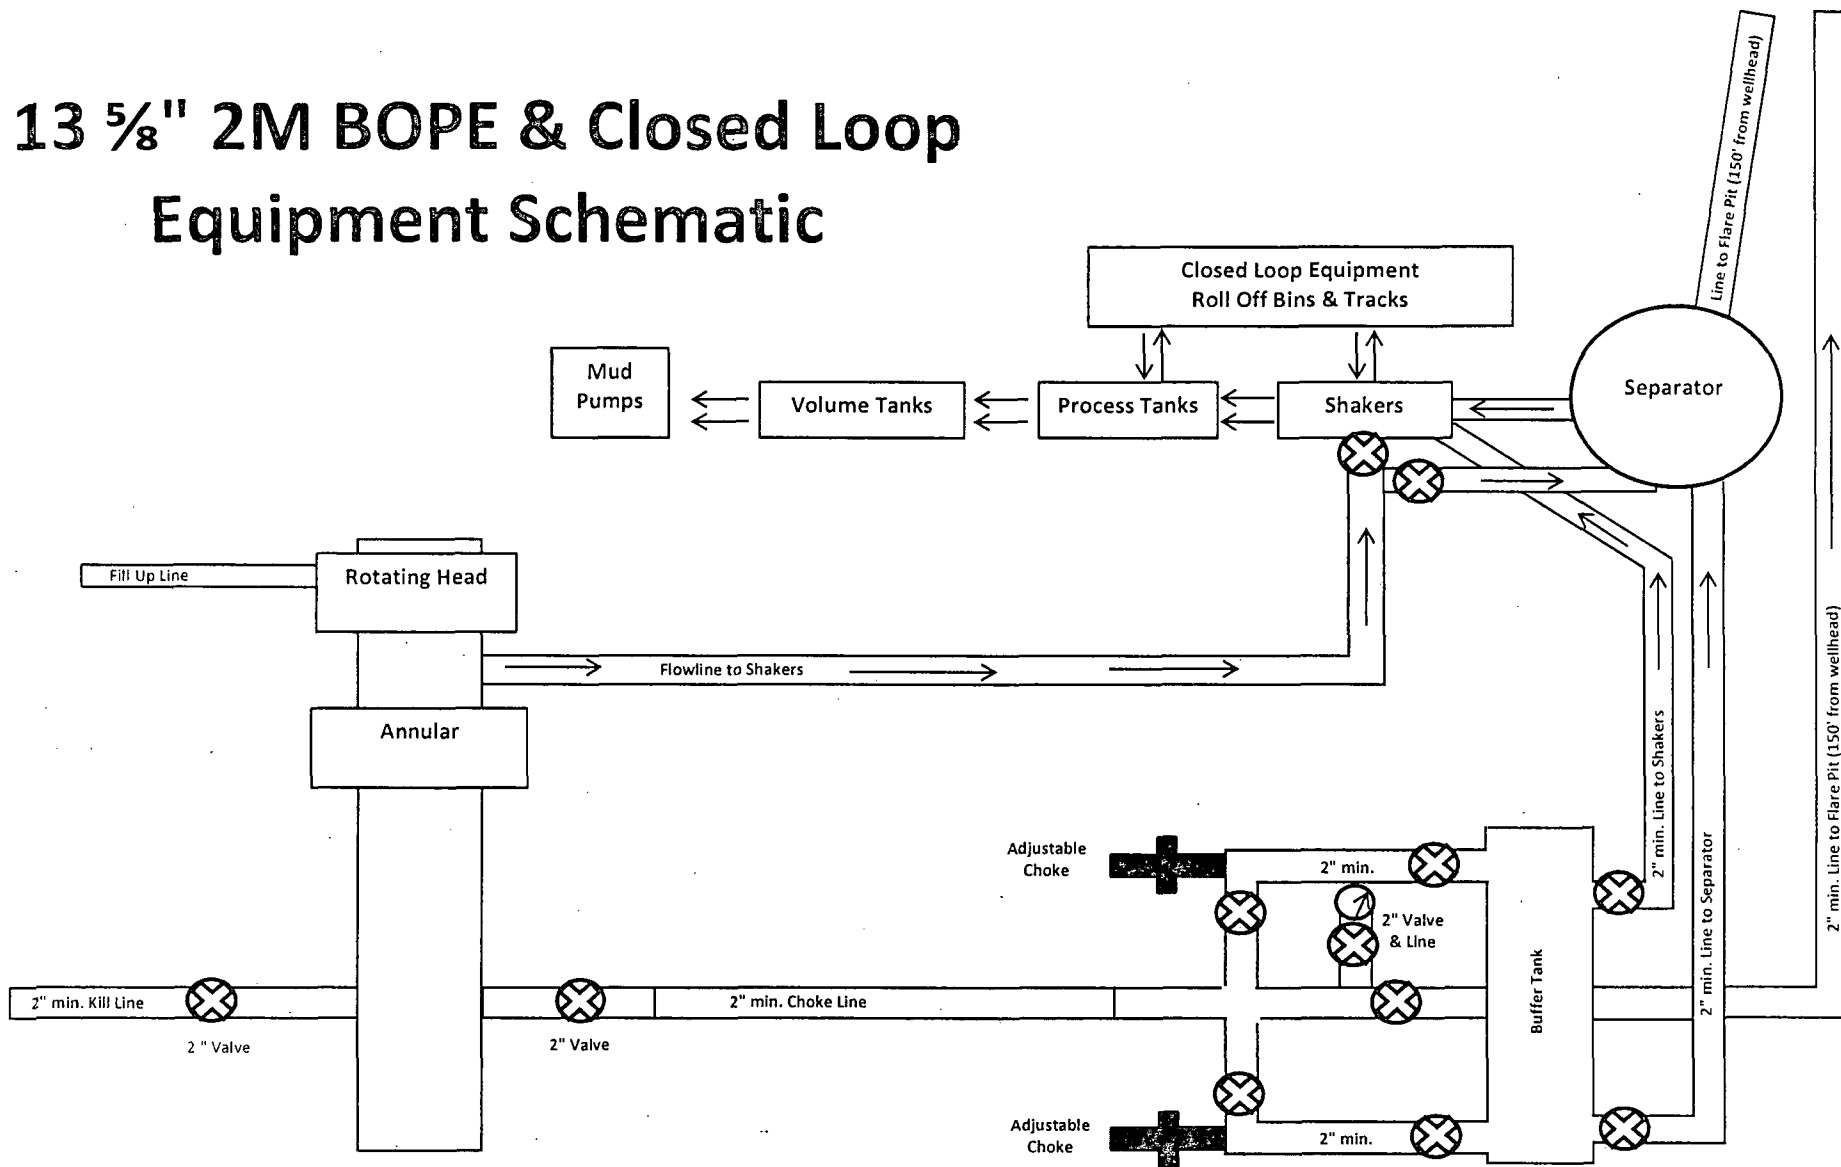 13 ⅝" 2M BOPE & Closed Loop
Equipment Schematic
Line to Flare Pit (150' from wellhead)
Closed Loop Equipment
Roll Off Bins & Tracks
Mud
Pumps
Volume Tanks
Process Tanks
Shakers
Separator
Fill Up Line
Rotating Head
Flowline to Shakers
Annular
2" min. Line to Shakers
2" min. Line to Separator
2" min. Line to Flare Pit (150' from wellhead)
Adjustable
Choke
2" min.
2" Valve
& Line
Buffer Tank
2" min. Kill Line
2 " Valve
2" min. Choke Line
2" Valve
Adjustable
Choke
2" min.